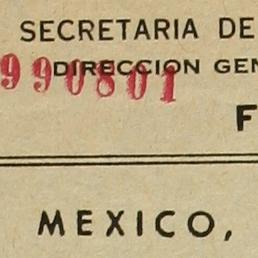 SECRETARIA DE
990801
DIRECCION GEN
F
MEXICO,